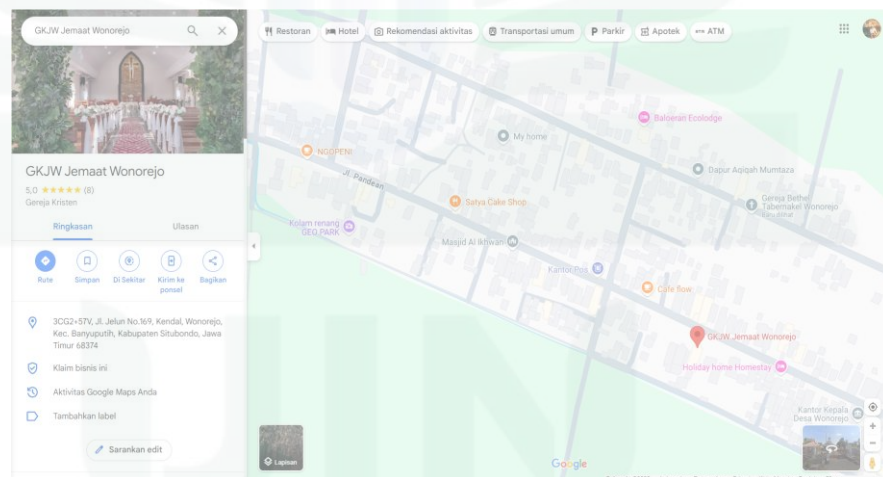 GKJW Jemaat Wonorejo
Restoran
Hotel
Rekomendasi aktivitas
Transportasi umum
P Parkir
Apotek
ATM
GKJW Jemaat Wonorejo
5,0 ★★★★★ (8)
Gereja Kristen
Ringkasan
Ulasan
Rute
Simpan
Di Sekitar
Kirim ke
ponsel
Bagikan
3CG2+57V, Jl. Jelun No.169, Kendal, Wonorejo,
Kec. Banyuputih, Kabupaten Situbondo, Jawa
Timur 68374
Klaim bisnis ini
Aktivitas Google Maps Anda
Tambahkan label
Sarankan edit
Baloeran Ecolodge
My home
NGOPENI
Dapur Aqiqah Mumtaza
Jl. Pandean
Satya Cake Shop
Gereja Bethel
Tabernakel Wonorejo
Baru dilihat
Kolam renang
GEO PARK
Masjid Al Ikhwan
Kantor Pos
Cafe flow
GKJW Jemaat Wonorejo
Holiday home Homestay
Kantor Kepala
Desa Wonorejo
Lapisan
Google